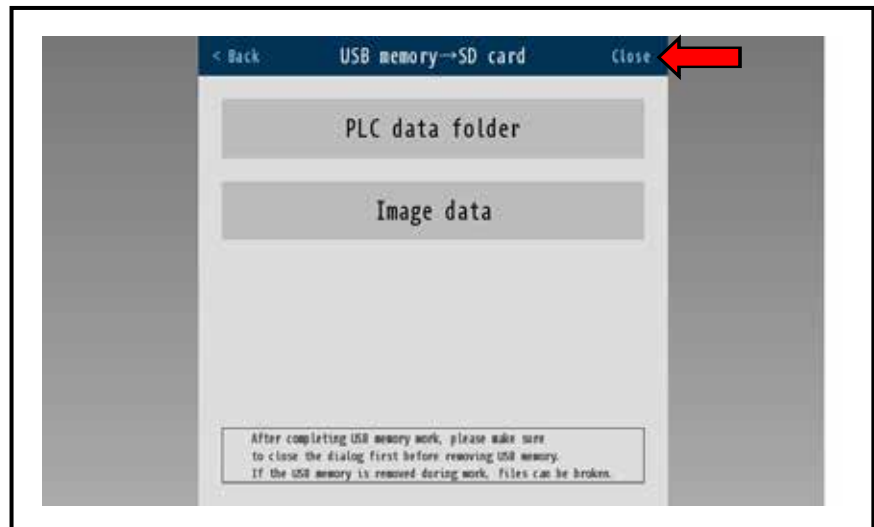 < Back USB memory→SD card Close
PLC data folder
Image data
After completing USB memory work, please make sure
to close the dialog first before removing USB memory.
If the USB memory is removed during work, files can be broken.